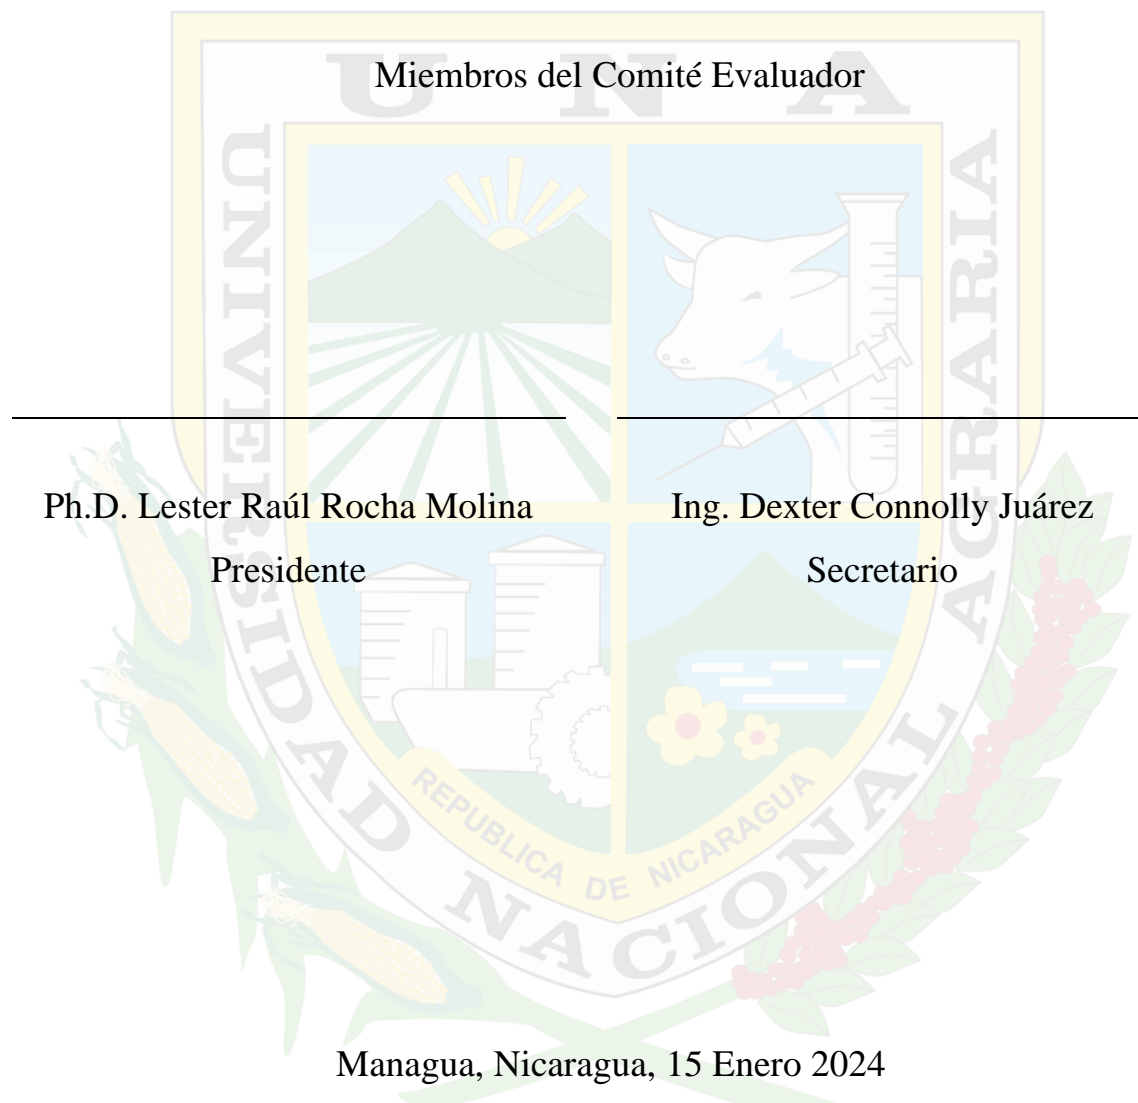 UNA
UNIVERSIDAD NACIONAL AGRARIA
Miembros del Comité Evaluador
Ph.D. Lester Raúl Rocha Molina
Presidente
Ing. Dexter Connolly Juárez
Secretario
REPUBLICA DE NICARAGUA
Managua, Nicaragua, 15 Enero 2024